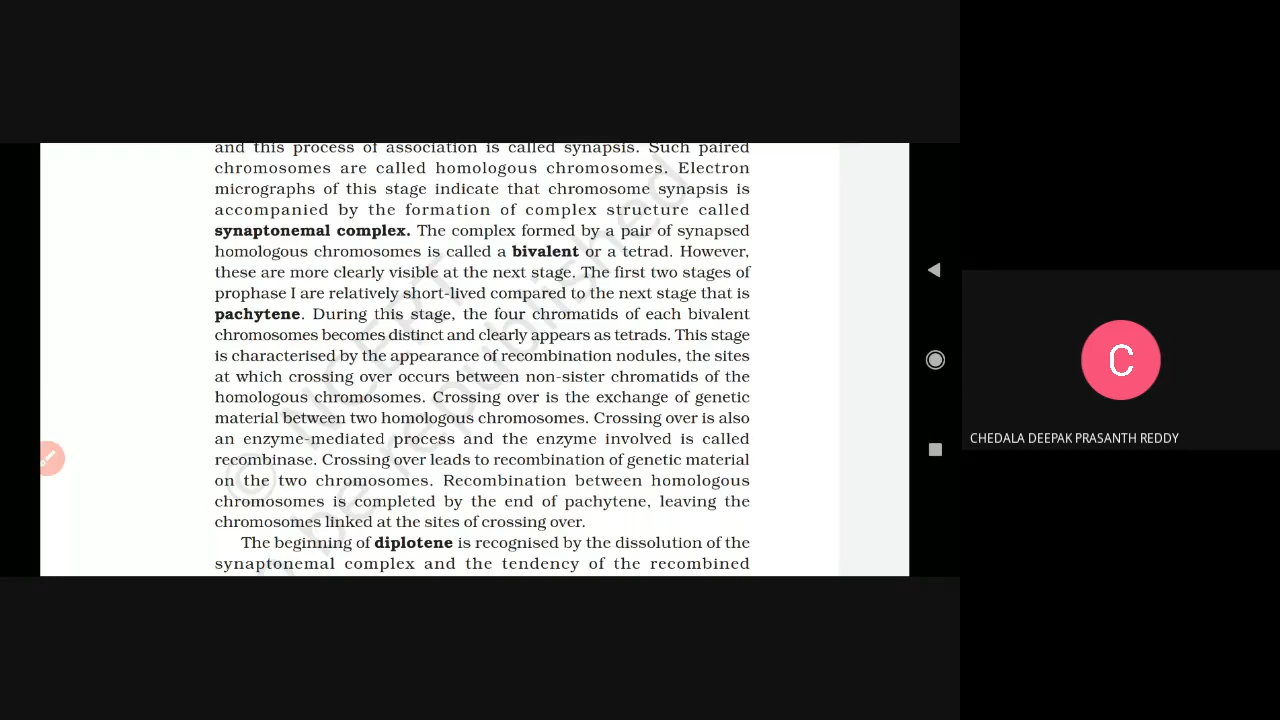 and this process of association is called synapsis. Such paired
chromosomes are called homologous chromosomes. Electron
micrographs of this stage indicate that chromosome synapsis is
accompanied by the formation of complex structure called
synaptonemal complex. The complex formed by a pair of synapsed
homologous chromosomes is called a bivalent or a tetrad. However,
these are more clearly visible at the next stage. The first two stages of
prophase I are relatively short-lived compared to the next stage that is
pachytene. During this stage, the four chromatids of each bivalent
chromosomes becomes distinct and clearly appears as tetrads. This stage
is characterised by the appearance of recombination nodules, the sites
at which crossing over occurs between non-sister chromatids of the
homologous chromosomes. Crossing over is the exchange of genetic
material between two homologous chromosomes. Crossing over is also
an enzyme-mediated process and the enzyme involved is called
recombinase. Crossing over leads to recombination of genetic material
on the two chromosomes. Recombination between homologous
chromosomes is completed by the end of pachytene, leaving the
chromosomes linked at the sites of crossing over.
The beginning of diplotene is recognised by the dissolution of the
synaptonemal complex and the tendency of the recombined
© NCERT
be republished
C
CHEDALA DEEPAK PRASANTH REDDY